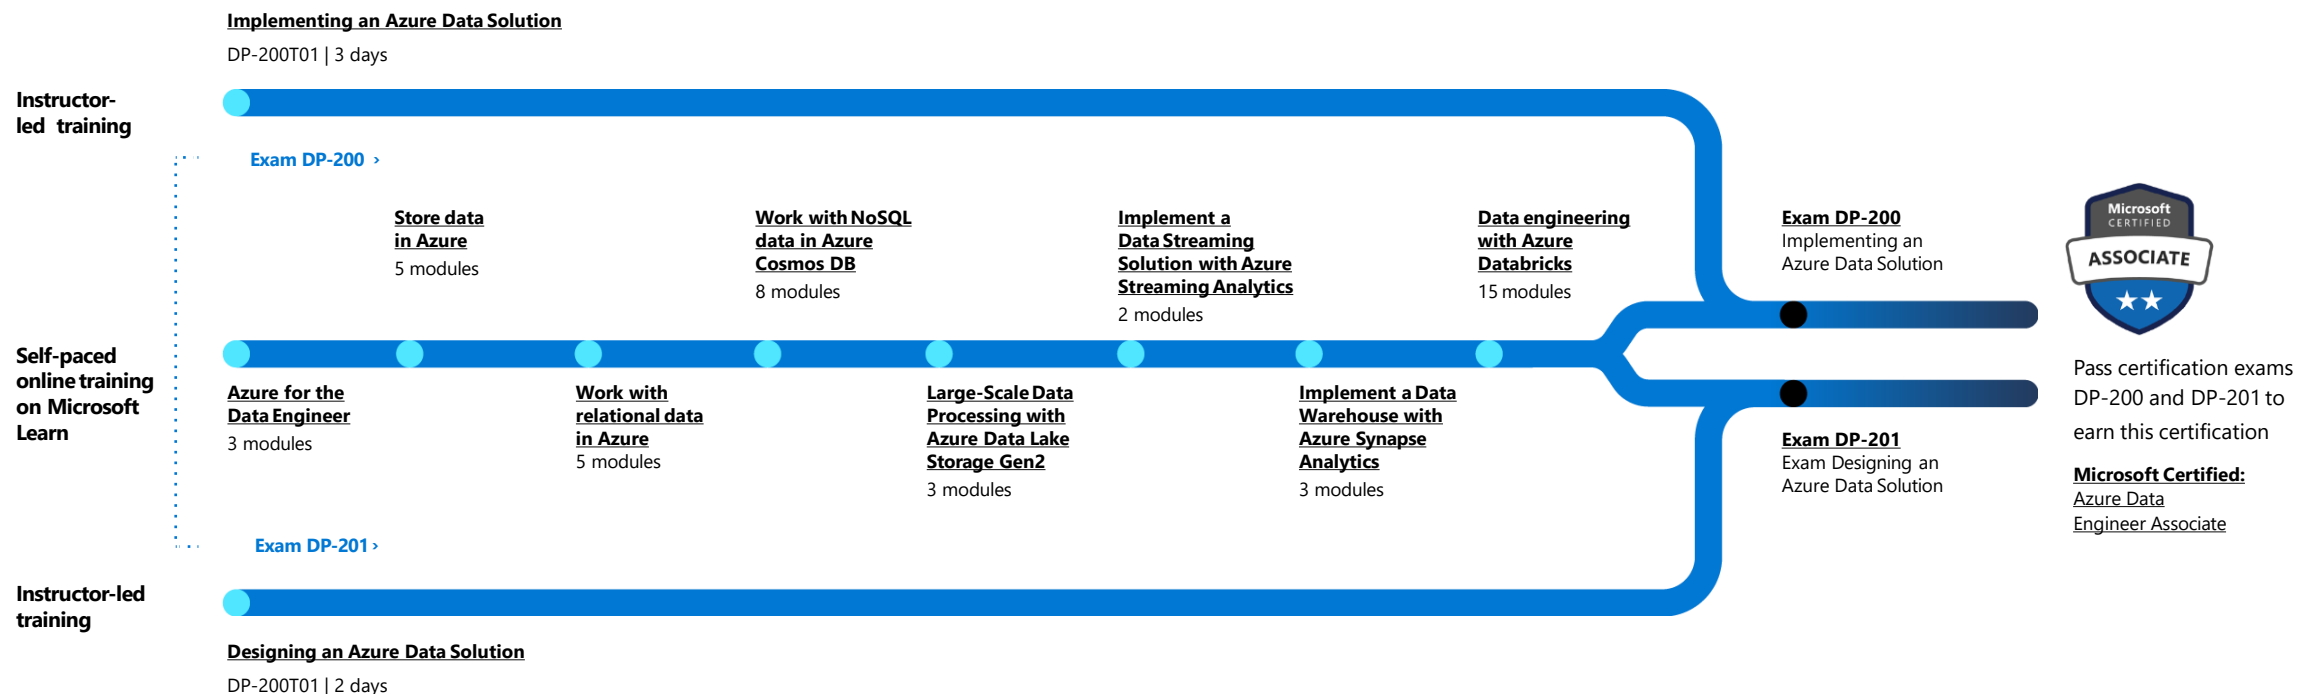 Implementing an Azure Data Solution
DP-200T01 | 3 days
Instructor-
led training
Exam DP-200 ›
Store data
in Azure
5 modules
Work with NoSQL
data in Azure
Cosmos DB
8 modules
Implement a
Data Streaming
Solution with Azure
Streaming Analytics
2 modules
Data engineering
with Azure
Databricks
15 modules
Exam DP-200
Implementing an
Azure Data Solution
Microsoft
CERTIFIED
ASSOCIATE
Self-paced
online training
on Microsoft
Learn
Azure for the
Data Engineer
3 modules
Work with
relational data
in Azure
5 modules
Large-Scale Data
Processing with
Azure Data Lake
Storage Gen2
3 modules
Implement a Data
Warehouse with
Azure Synapse
Analytics
3 modules
Exam DP-201
Exam Designing an
Azure Data Solution
Pass certification exams
DP-200 and DP-201 to
earn this certification
Microsoft Certified:
Azure Data
Engineer Associate
Exam DP-201 ›
Instructor-led
training
Designing an Azure Data Solution
DP-200T01 | 2 days